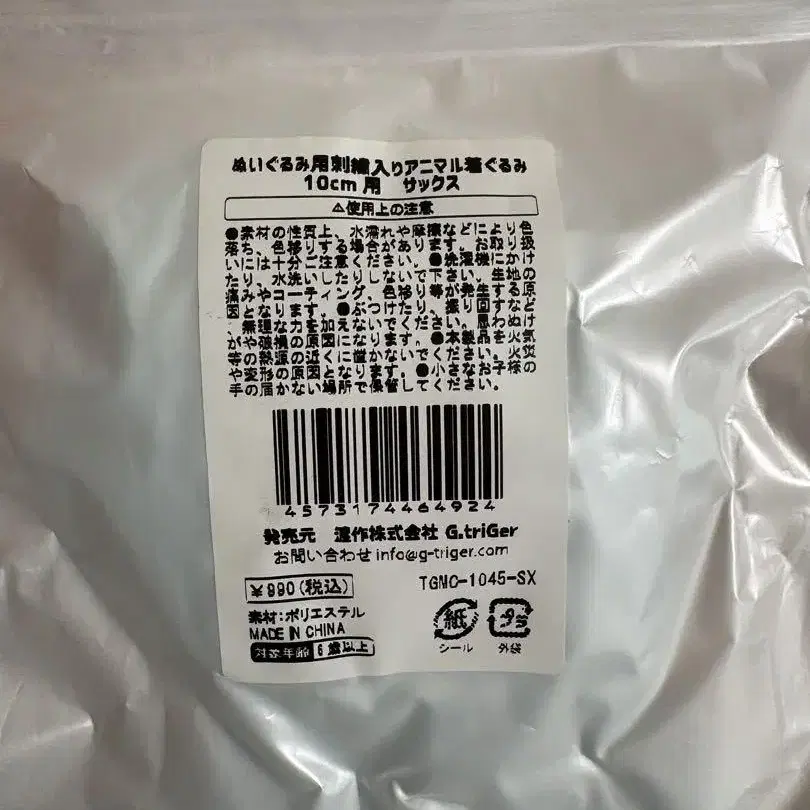 ぬいぐるみ用刺繍入りアニマル着ぐるみ
10cm用 サックス
⚠使用上の注意
●素材の性質上、水濡れや摩擦などにより色
落ち、色移りする場合があります。お取り扱
いには十分ご注意ください。●洗濯機にかけ
たり、水洗いしたりしないで下さい。生地の
痛みやコーティング、色移り等が発生する原
因となります。●ぶつけたり、振り回すなど
、無理な力を加えないでください。思わぬけ
がや破損の原因になります。●本製品を火気
等の熱源の近くに置かないでください。火災
や変形の原因となります。●小さなお子様の
手の届かない場所で保管してください。
4573174464924
発売元 渡作株式会社 G.triGer
お問い合わせ info@g-triger.com
¥990(税込)
TGMC-1045-SX
素材:ポリエステル
MADE IN CHINA
対象年齢 6歳以上
紙 プラ
シール 外袋